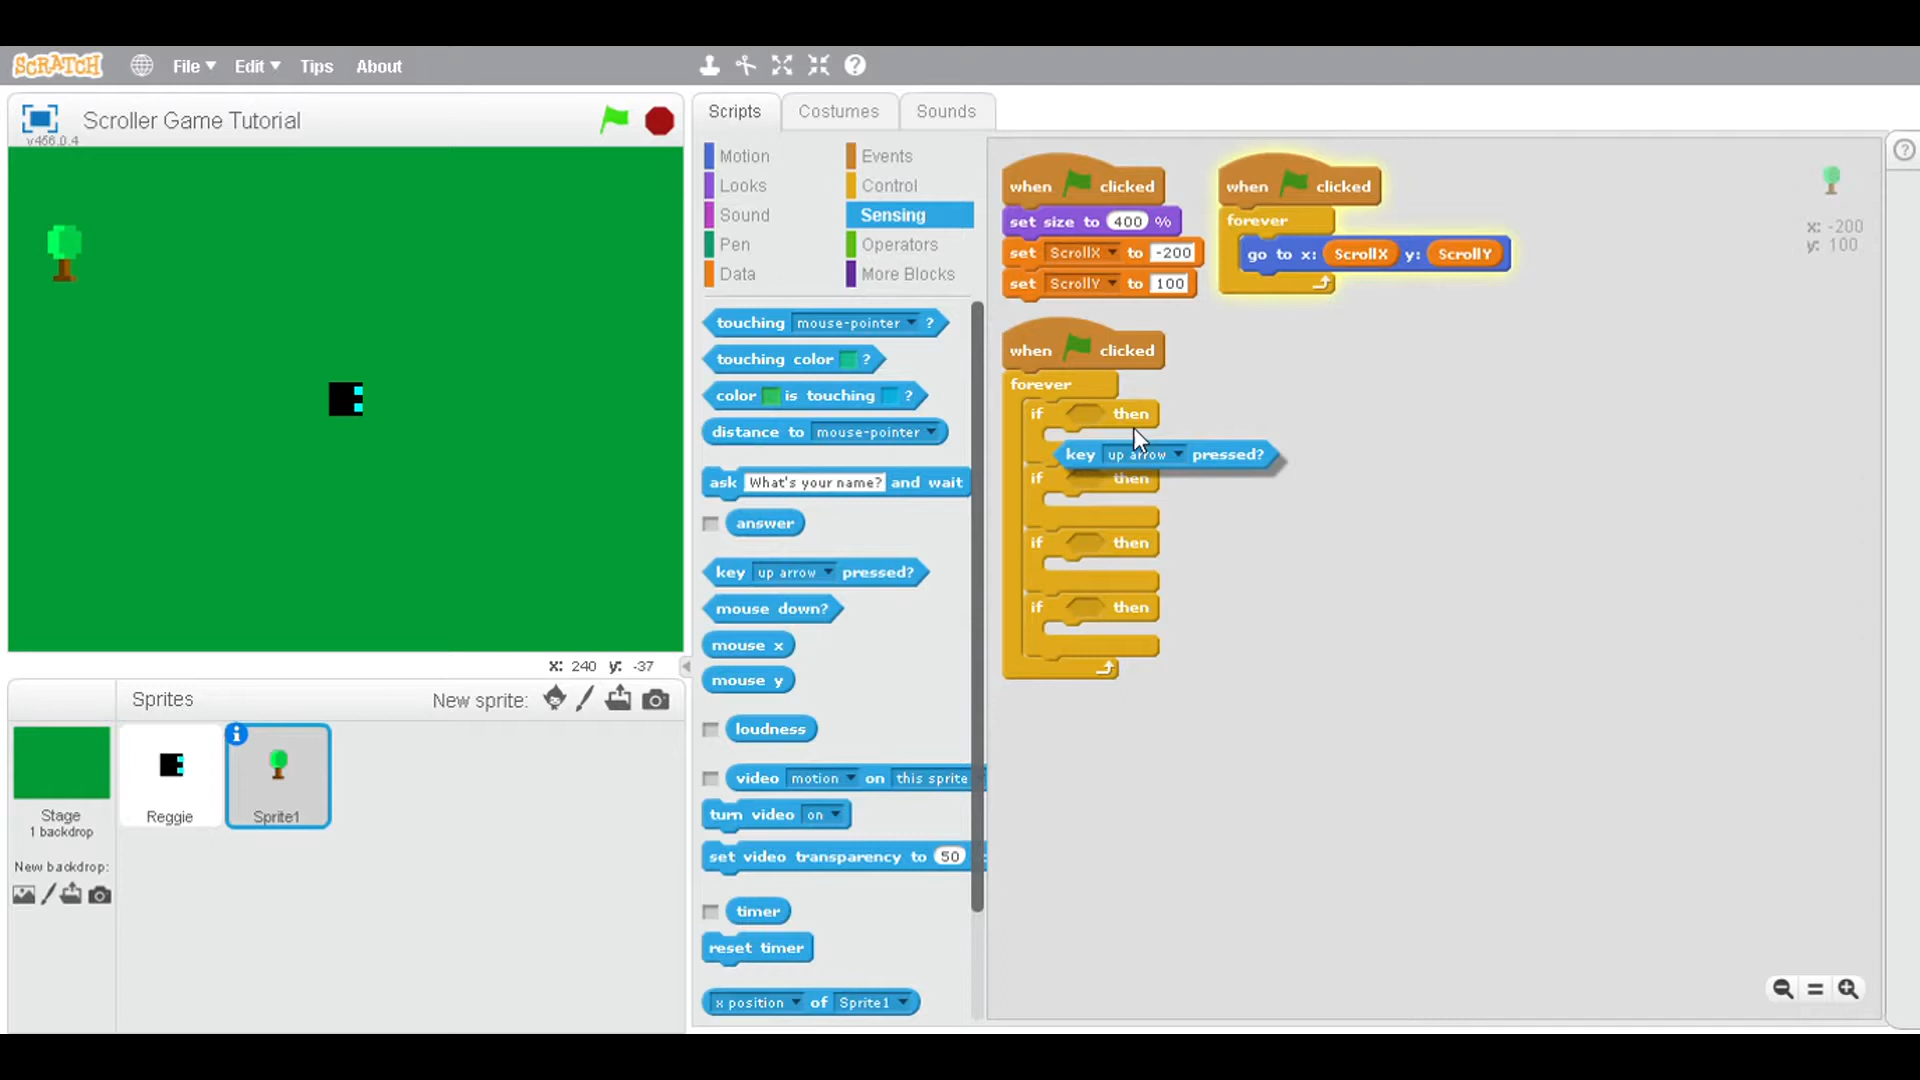 SCRATCH File Edit Tips About
Scroller Game Tutorial
v456.0.4
x: 240 y: -37
Sprites New sprite:
Stage
1 backdrop
New backdrop:
Reggie
Sprite1
Scripts Costumes Sounds
Motion Events
Looks Control
Sound Sensing
Pen Operators
Data More Blocks
touching mouse-pointer ?
touching color ?
color is touching ?
distance to mouse-pointer
ask What's your name? and wait
answer
key up arrow pressed?
mouse down?
mouse x
mouse y
loudness
video motion on this sprite
turn video on
set video transparency to 50
timer
reset timer
x position of Sprite1
when clicked
set size to 400 %
set ScrollX to -200
set ScrollY to 100
when clicked
forever
go to x: ScrollX y: ScrollY
when clicked
forever
if then
key up arrow pressed?
if then
if then
if then
x: -200
y: 100